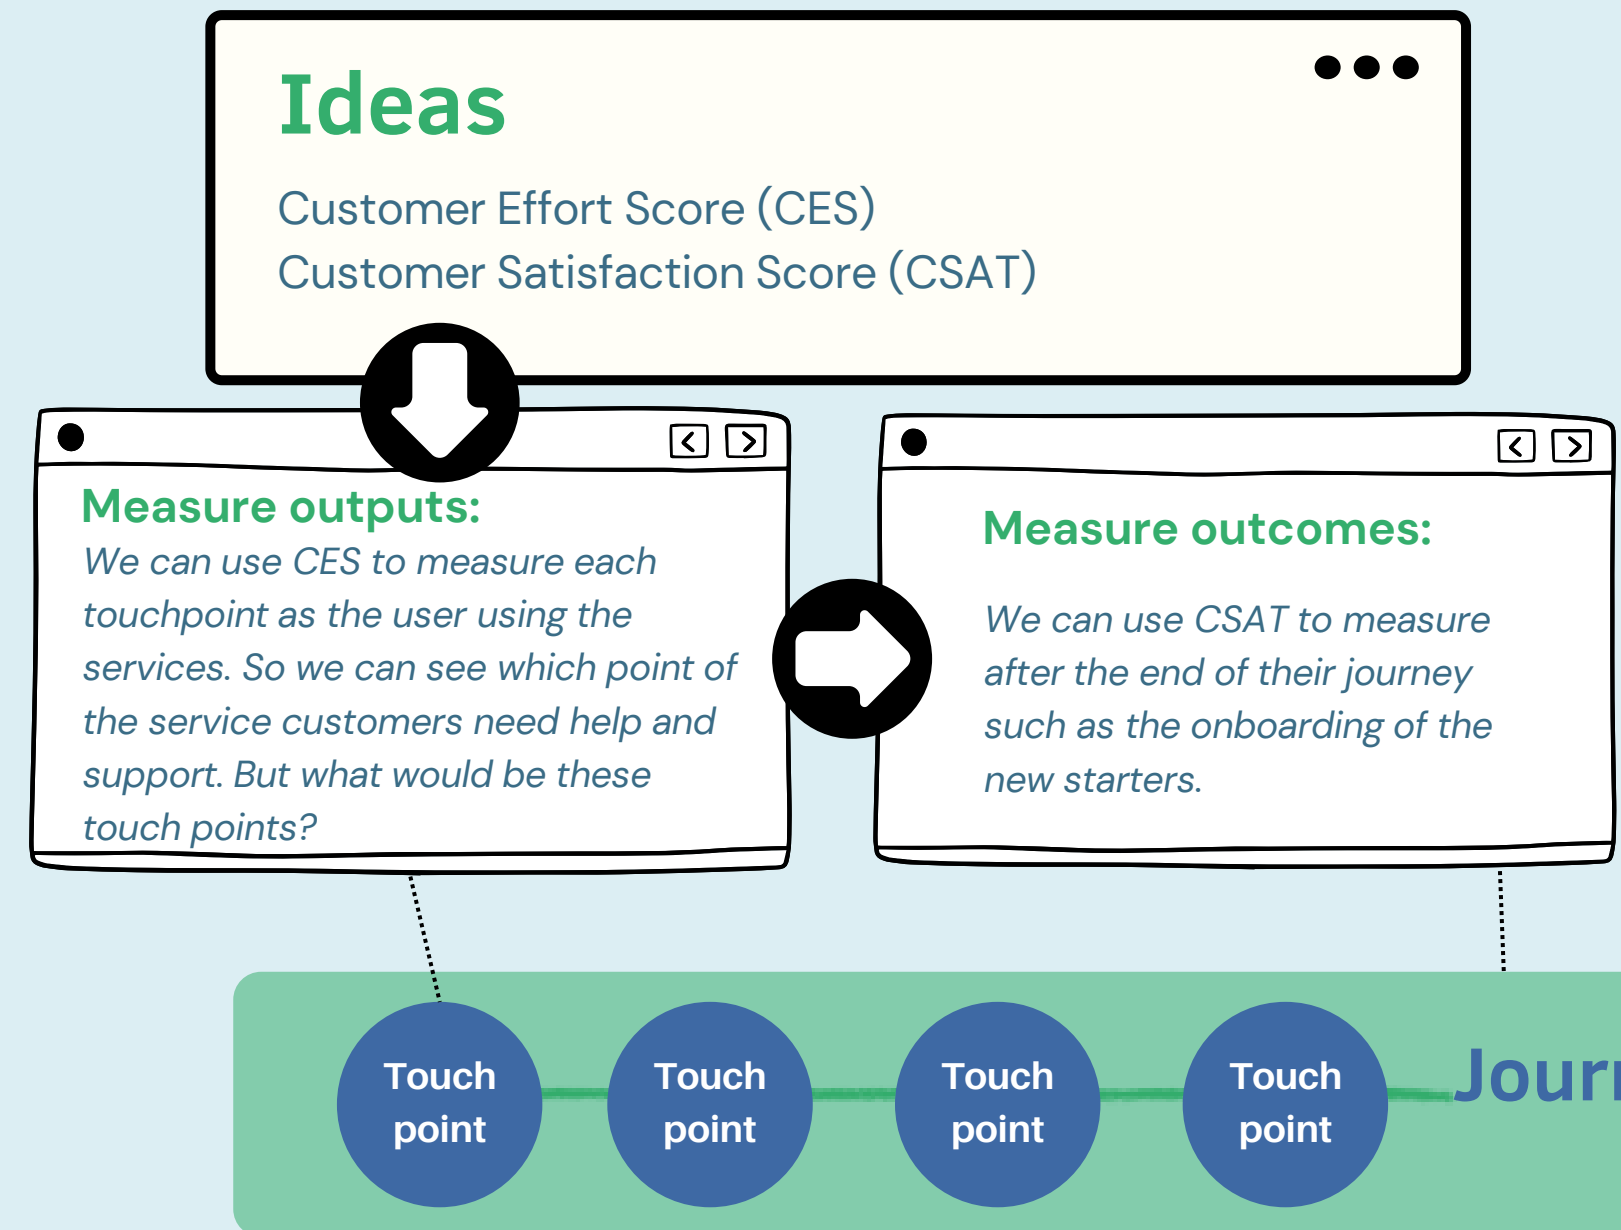 Ideas
Customer Effort Score (CES)
Customer Satisfaction Score (CSAT)
Measure outputs:
We can use CES to measure each
touchpoint as the user using the
services. So we can see which point of
the service customers need help and
support. But what would be these
touch points?
Measure outcomes:
We can use CSAT to measure
after the end of their journey
such as the onboarding of the
new starters.
Touch
point
Touch
point
Touch
point
Touch
point